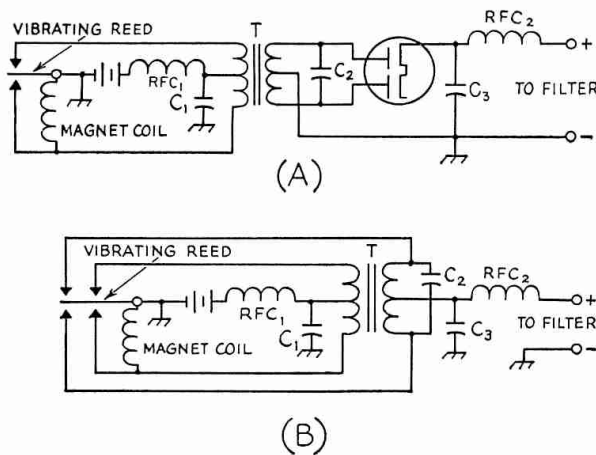 VIBRATING REED
T
RFC₂
+
RFC₁
C₁
C₂
C₃
TO FILTER
MAGNET COIL
−
(A)
VIBRATING REED
T
C₂
RFC₂
+
RFC₁
C₁
C₃
TO FILTER
MAGNET COIL
−
(B)